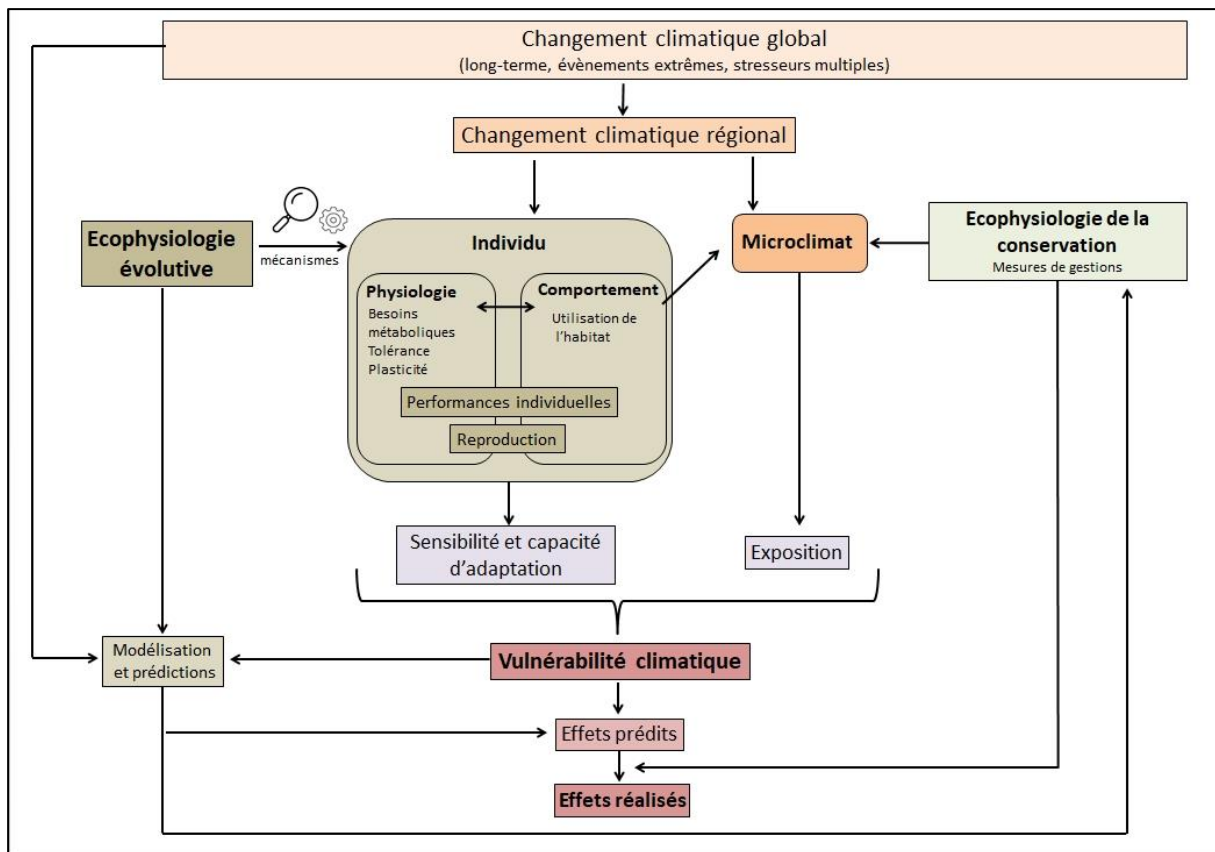 Changement climatique global
(long-terme, évènements extrêmes, stresseurs multiples)
Changement climatique régional
Ecophysiologie
évolutive
mécanismes
Individu
Physiologie
Besoins
métaboliques
Tolérance
Plasticité
Comportement
Utilisation de
l'habitat
Performances individuelles
Reproduction
Microclimat
Ecophysiologie de la
conservation
Mesures de gestions
Sensibilité et capacité
d'adaptation
Exposition
Modélisation
et prédictions
Vulnérabilité climatique
Effets prédits
Effets réalisés